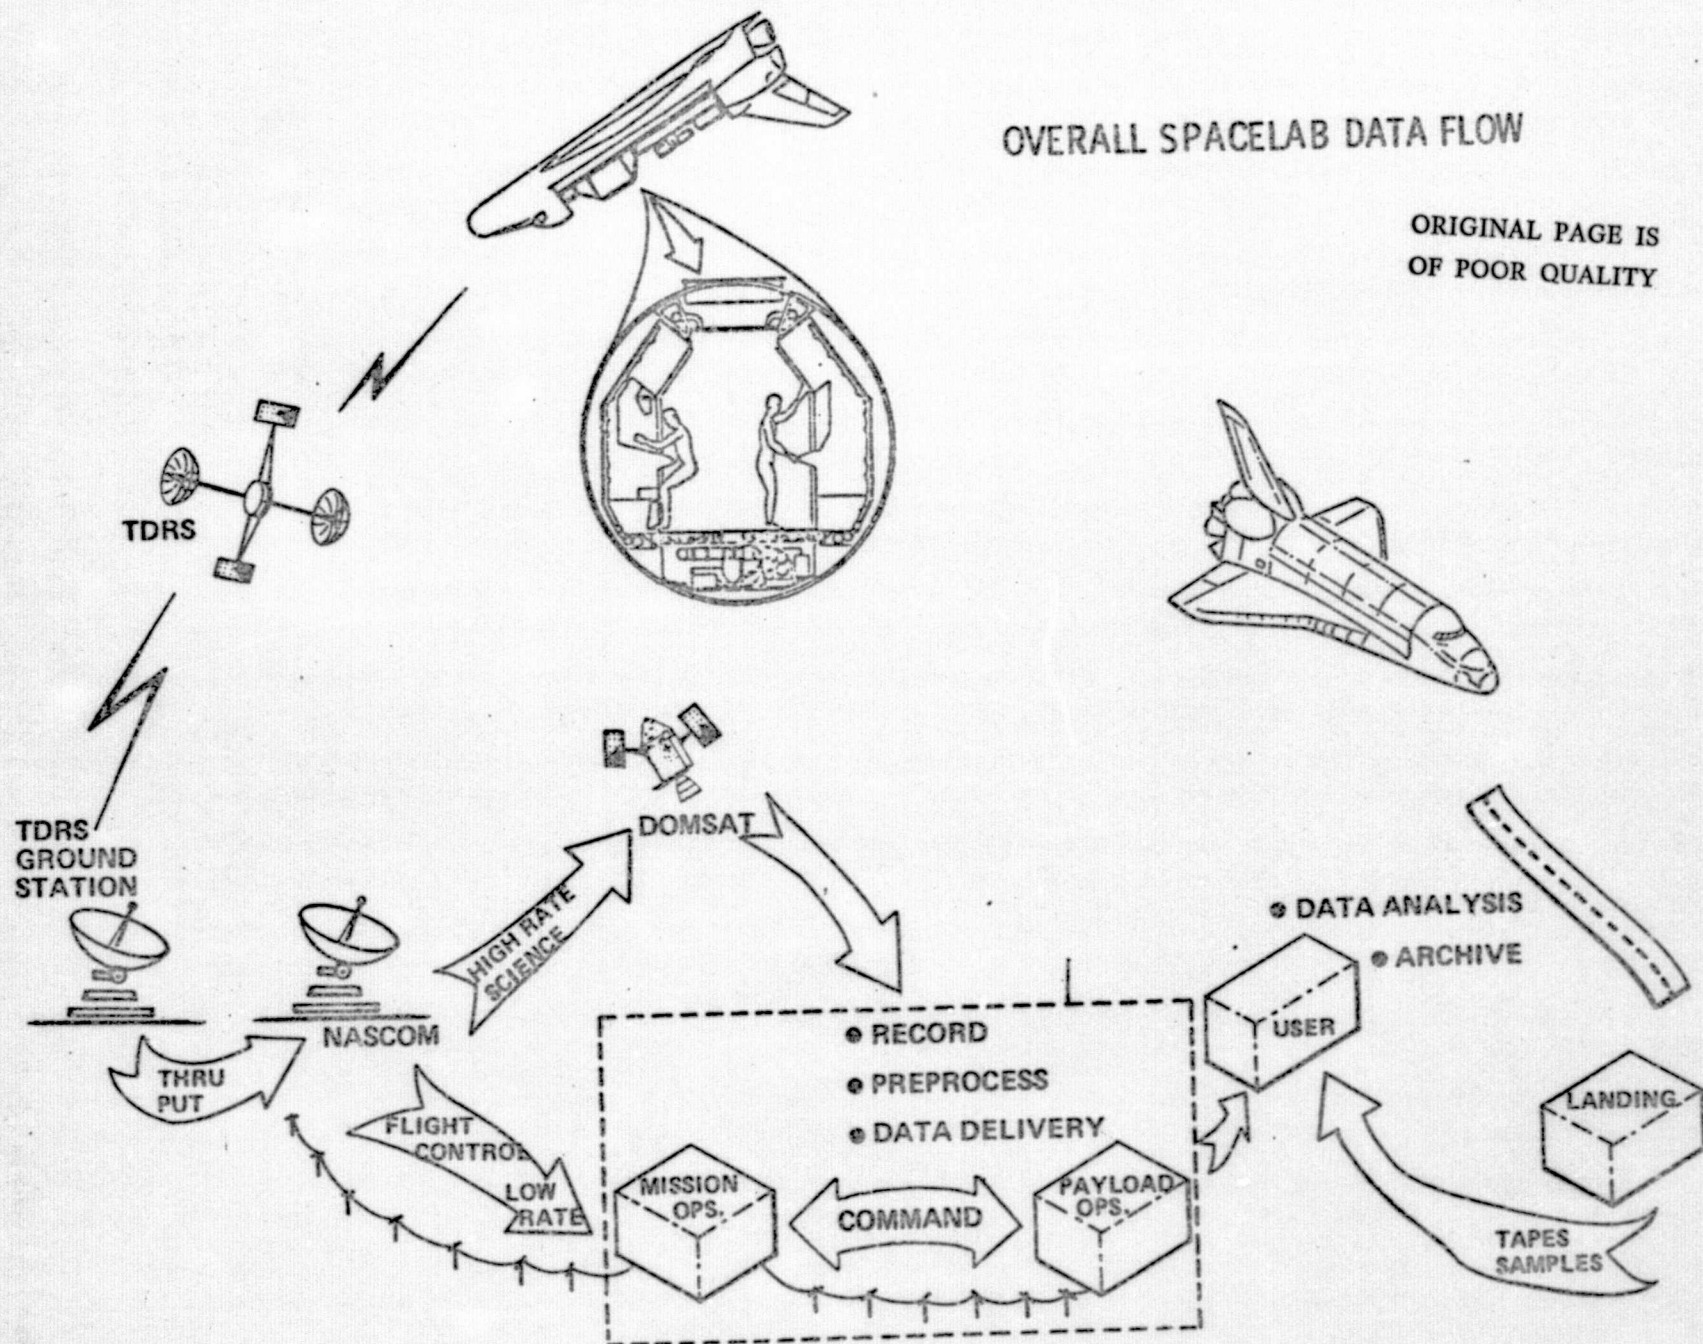 OVERALL SPACELAB DATA FLOW
ORIGINAL PAGE IS
OF POOR QUALITY
TDRS
TDRS
GROUND
STATION
DOMSAT
HIGH RATE
SCIENCE
NASCOM
THRU
PUT
FLIGHT
CONTROL
LOW
RATE
● RECORD
● PREPROCESS
● DATA DELIVERY
MISSION
OPS.
COMMAND
PAYLOAD
OPS.
● DATA ANALYSIS
● ARCHIVE
USER
LANDING
TAPES
SAMPLES